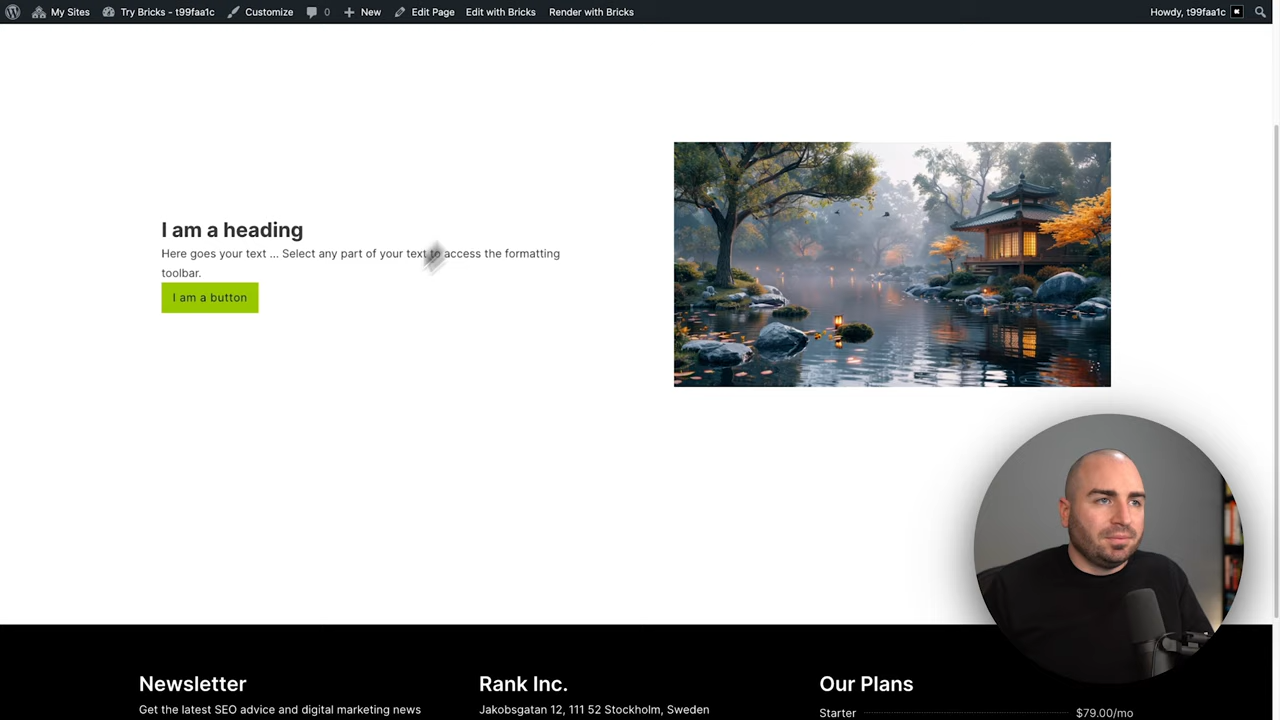 My Sites
Try Bricks - t99faa1c
Customize
0
New
Edit Page
Edit with Bricks
Render with Bricks
Howdy, t99faa1c
I am a heading
Here goes your text ... Select any part of your text to access the formatting
toolbar.
I am a button
Newsletter
Get the latest SEO advice and digital marketing news
Rank Inc.
Jakobsgatan 12, 111 52 Stockholm, Sweden
Our Plans
Starter $79.00/mo